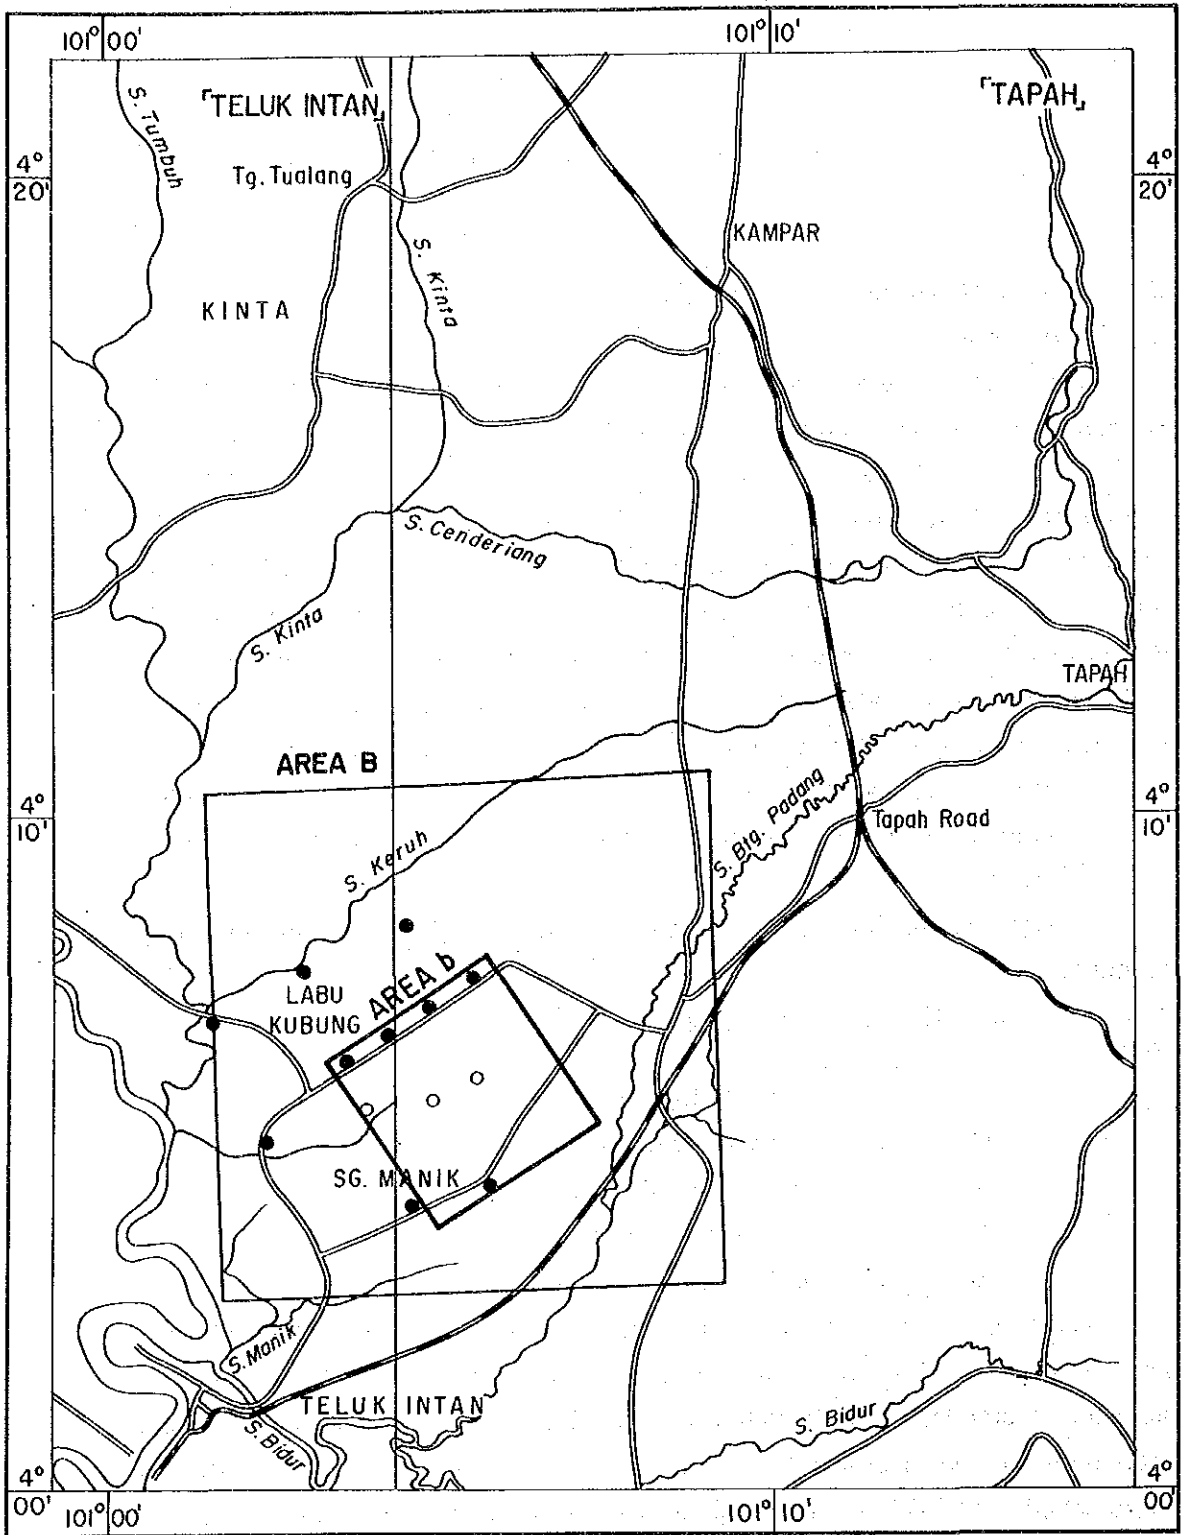 101° 00'
101° 10'
「TELUK INTAN」
「TAPAH」
S. Tumbuh
4°
20'
4°
20'
Tg. Tualang
KAMPAR
S. Kinta
KINTA
S. Cenderiang
S. Kinta
TAPAH
AREA B
S. Btg. Padang
4°
10'
4°
10'
Tapah Road
S. Keruh
AREA b
LABU
KUBUNG
SG. MANIK
S. Manik
TELUK INTAN
S. Bidur
S. Bidur
4°
00'
4°
00'
101° 00'
101° 10'